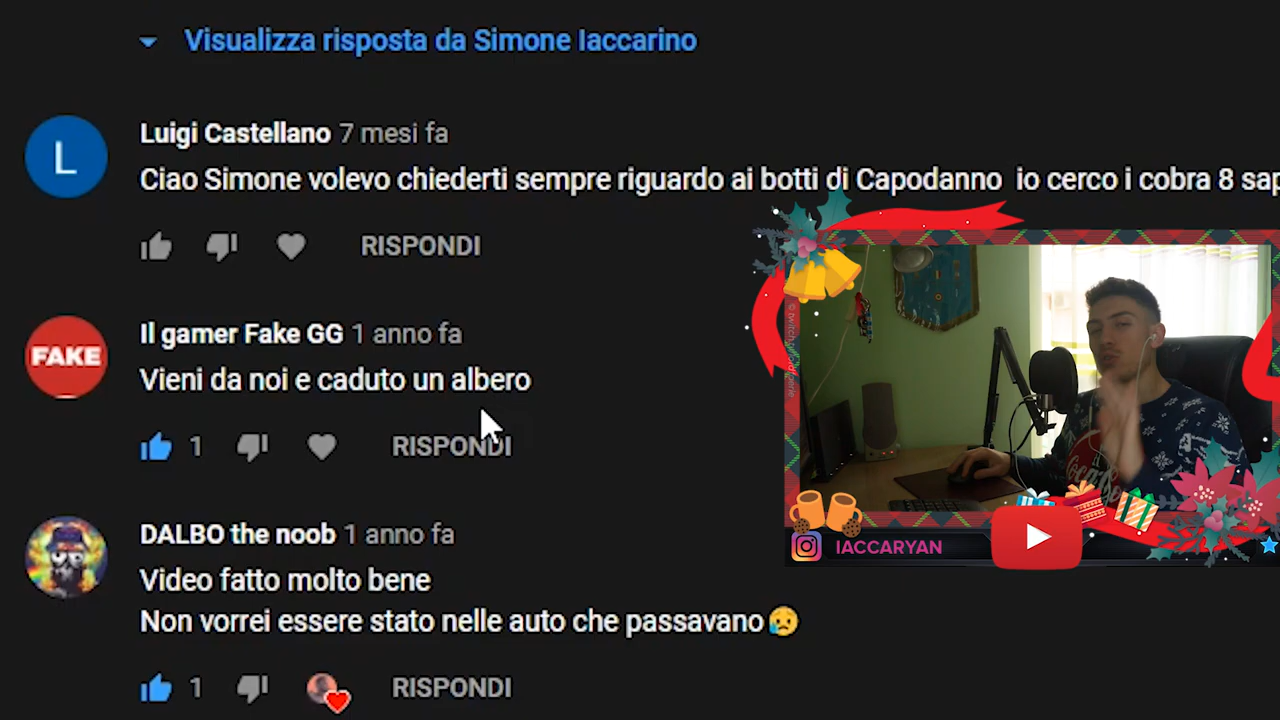 Visualizza risposta da Simone Iaccarino
Luigi Castellano 7 mesi fa
Ciao Simone volevo chiederti sempre riguardo ai botti di Capodanno io cerco i cobra 8
RISPONDI
FAKE
Il gamer Fake GG 1 anno fa
Vieni da noi e caduto un albero
1 RISPONDI
DALBO the noob 1 anno fa
Video fatto molto bene
Non vorrei essere stato nelle auto che passavano😥
1 RISPONDI
L
IACCARYAN